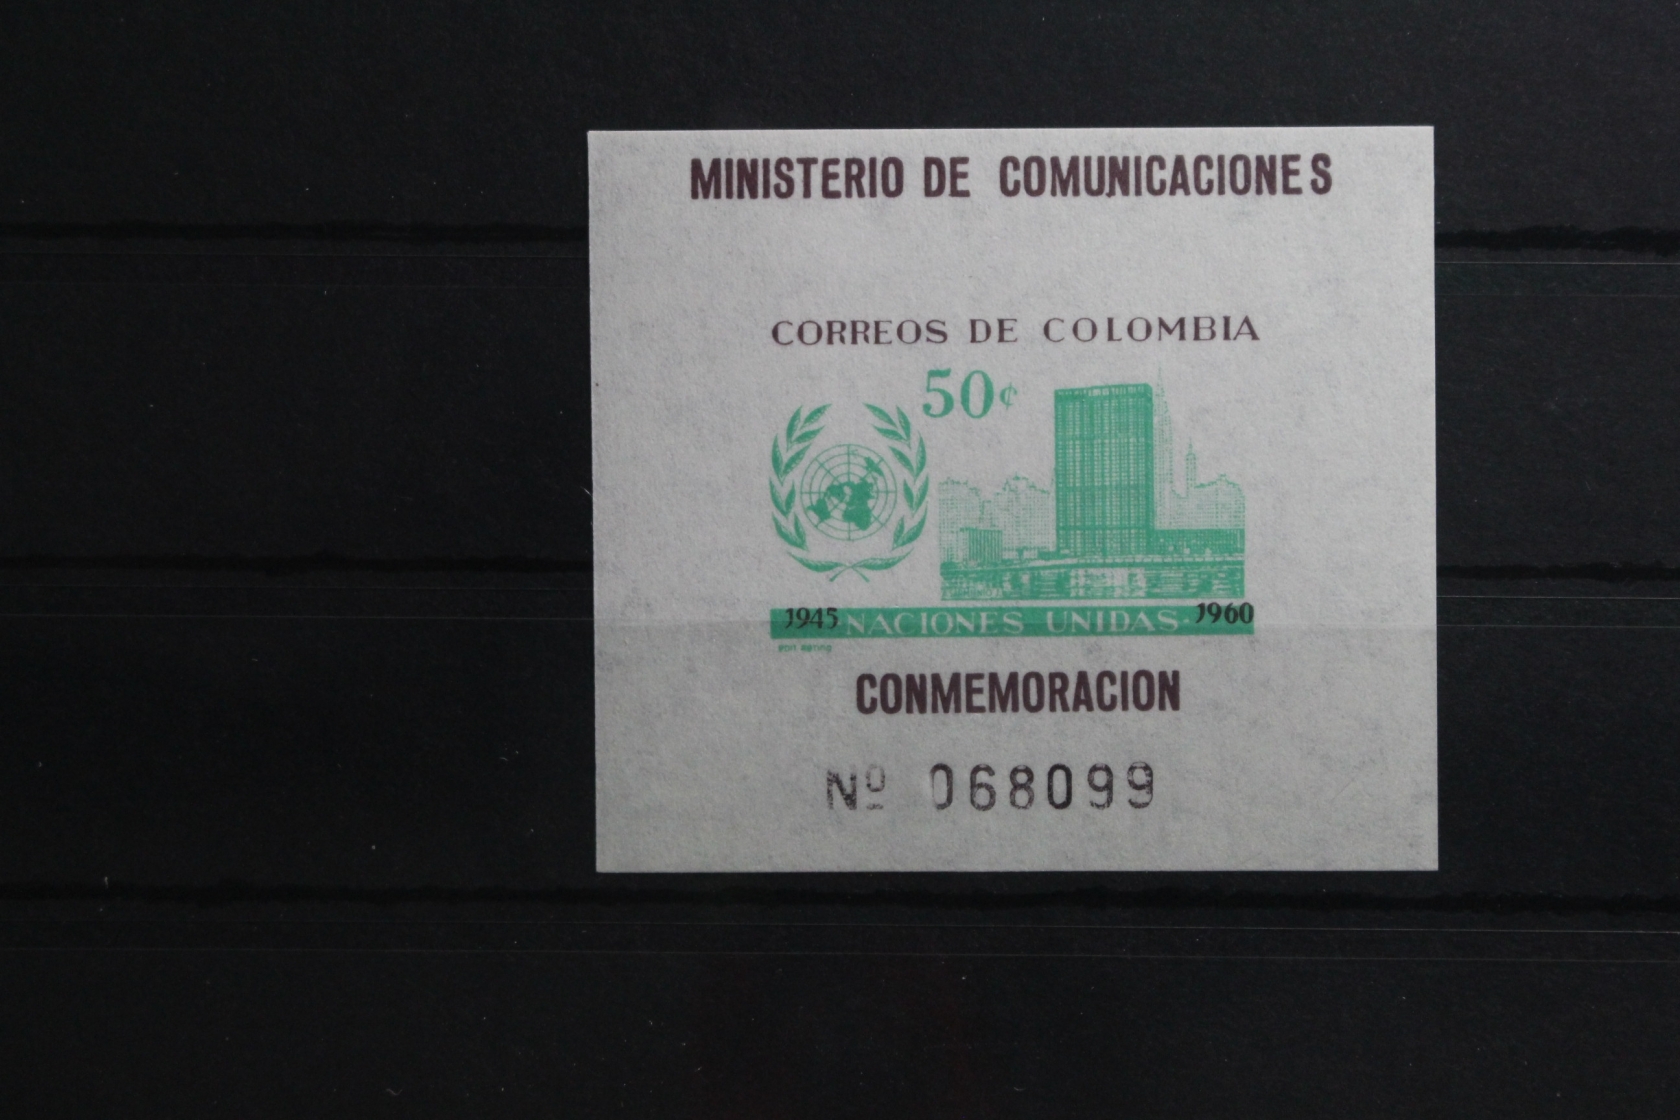 MINISTERIO DE COMUNICACIONES
CORREOS DE COLOMBIA
50¢
1945 NACIONES UNIDAS · 1960
CONMEMORACION
Nº 068099